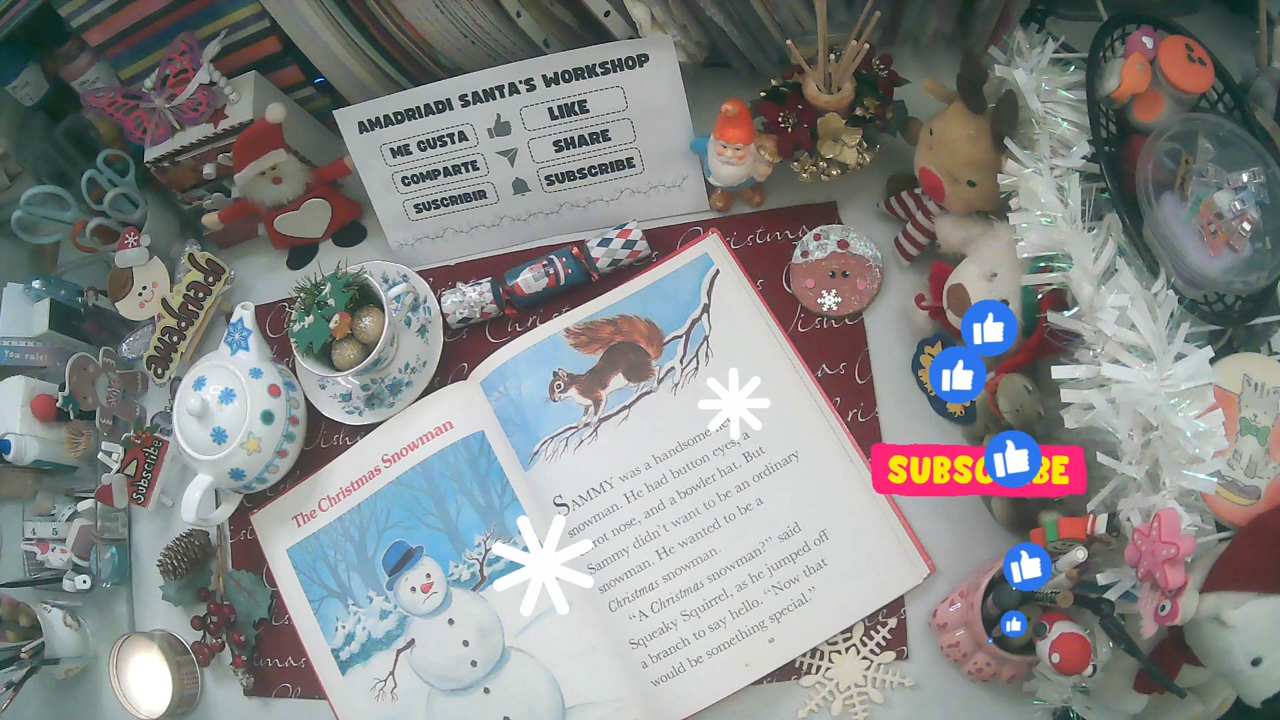 AMADRIADI SANTA'S WORKSHOP
ME GUSTA
LIKE
COMPARTE
SHARE
SUSCRIBIR
SUBSCRIBE
You rule!
Subscribe
The Christmas Snowman
SAMMY was a handsome
snowman. He had button eyes, a
nose, and a bowler hat. But
Sammy didn't want to be an ordinary
snowman. He wanted to be a
Christmas snowman.
"A Christmas snowman?" said
Squeaky Squirrel, as he jumped off
a branch to say hello. "Now that
would be something special."